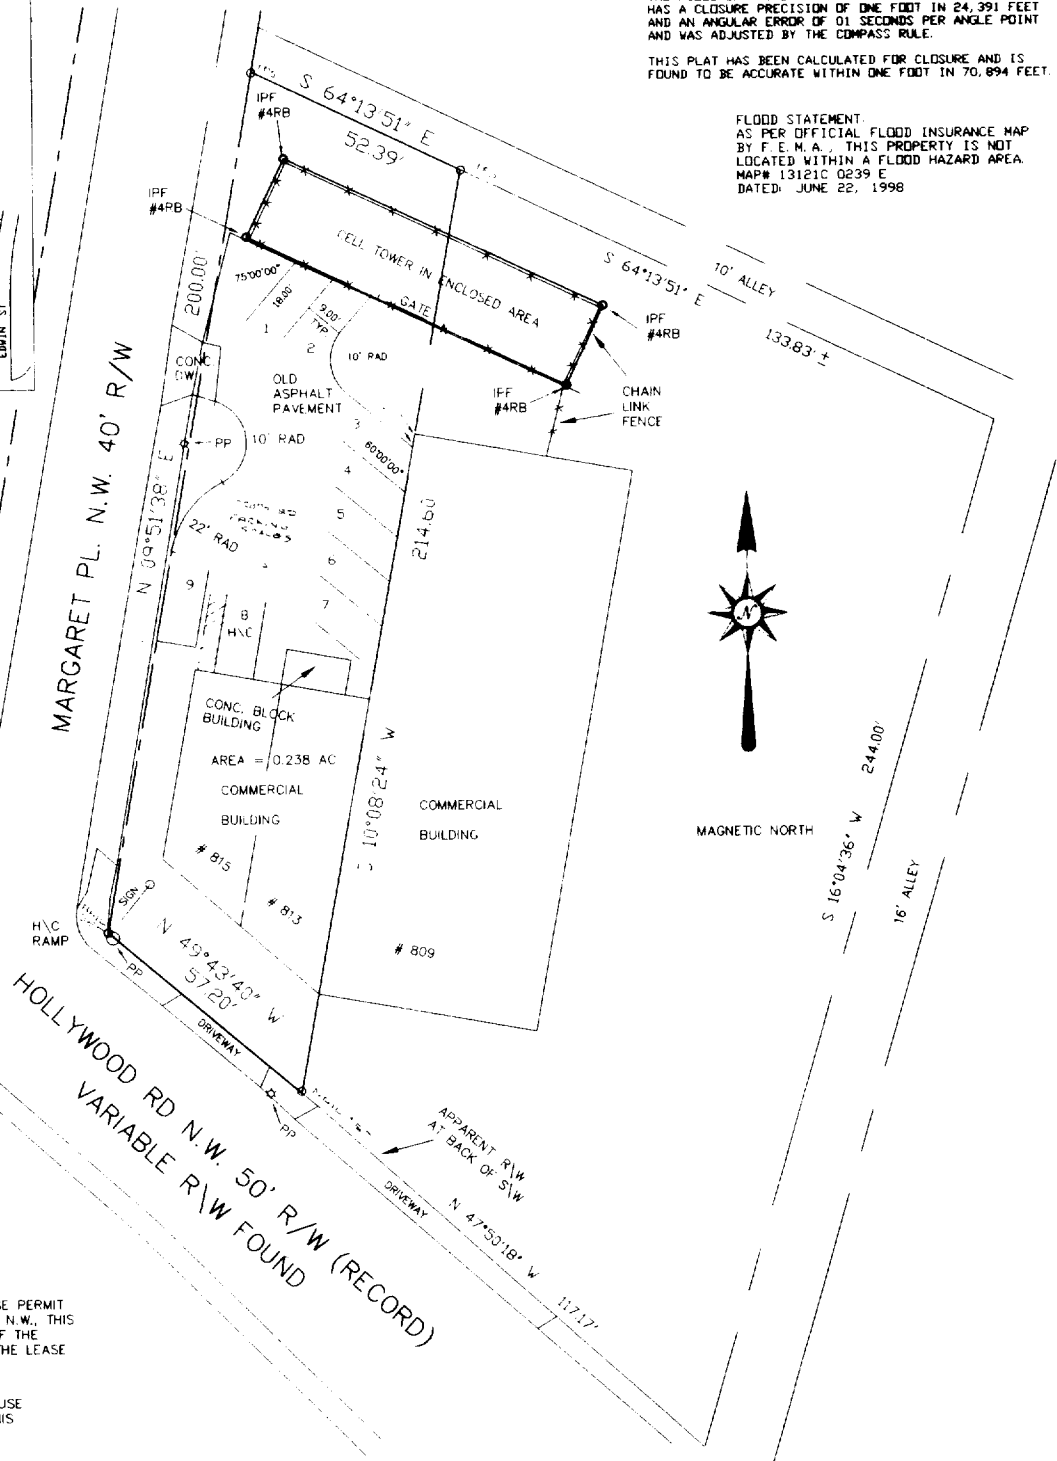 HAS A CLOSURE PRECISION OF ONE FOOT IN 24,391 FEET
AND AN ANGULAR ERROR OF 01 SECONDS PER ANGLE POINT
AND WAS ADJUSTED BY THE COMPASS RULE.
THIS PLAT HAS BEEN CALCULATED FOR CLOSURE AND IS
FOUND TO BE ACCURATE WITHIN ONE FOOT IN 70,894 FEET.
FLOOD STATEMENT
AS PER OFFICIAL FLOOD INSURANCE MAP
BY F.E.M.A., THIS PROPERTY IS NOT
LOCATED WITHIN A FLOOD HAZARD AREA.
MAP# 13121C 0239 E
DATED: JUNE 22, 1998
EDWIN ST
S 64°13'51" E
52.39'
IPF
#4RB
IPF
#4RB
CELL TOWER IN ENCLOSED AREA
GATE
S 64°13'51" E
10' ALLEY
133.83' ±
IPF
#4RB
IPF
#4RB
CHAIN
LINK
FENCE
200.00'
75°00'00"
18.00'
9.00'
TYP
1
2
10' RAD
CONC.
DW
OLD
ASPHALT
PAVEMENT
3
60°00'00"
4
PP
10' RAD
5
22' RAD
6
7
9
8
H\C
214.60
MARGARET PL. N.W. 40' R/W
N 09°51'38" E
CONC. BLOCK
BUILDING
AREA = 0.238 AC
COMMERCIAL
BUILDING
# 815
# 813
S 10°08'24" W
COMMERCIAL
BUILDING
# 809
MAGNETIC NORTH
N
S 16°04'36" W
244.00'
16' ALLEY
SIGN
H\C
RAMP
PP
N 49°43'40" W
57.20'
DRIVEWAY
PP
HOLLYWOOD RD N.W. 50' R/W (RECORD)
VARIABLE R\W FOUND
APPARENT R\W
AT BACK OF S\W
DRIVEWAY
N 47°50'18" W
117.17'
SE PERMIT
N.W., THIS
F THE
THE LEASE
USE